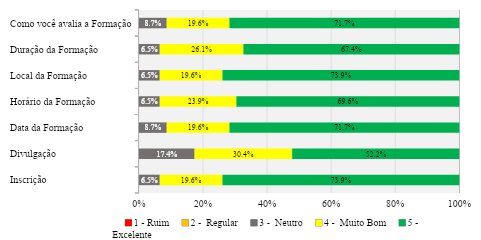 Como você avalia a Formação 8.7% 19.6% 71.7%
Duração da Formação 6.5% 26.1% 67.4%
Local da Formação 6.5% 19.6% 73.9%
Horário da Formação 6.5% 23.9% 69.6%
Data da Formação 8.7% 19.6% 71.7%
Divulgação 17.4% 30.4% 52.2%
Inscrição 6.5% 19.6% 73.9%
0% 20% 40% 60% 80% 100%
1 - Ruim 2 - Regular 3 - Neutro 4 - Muito Bom 5 -
Excelente